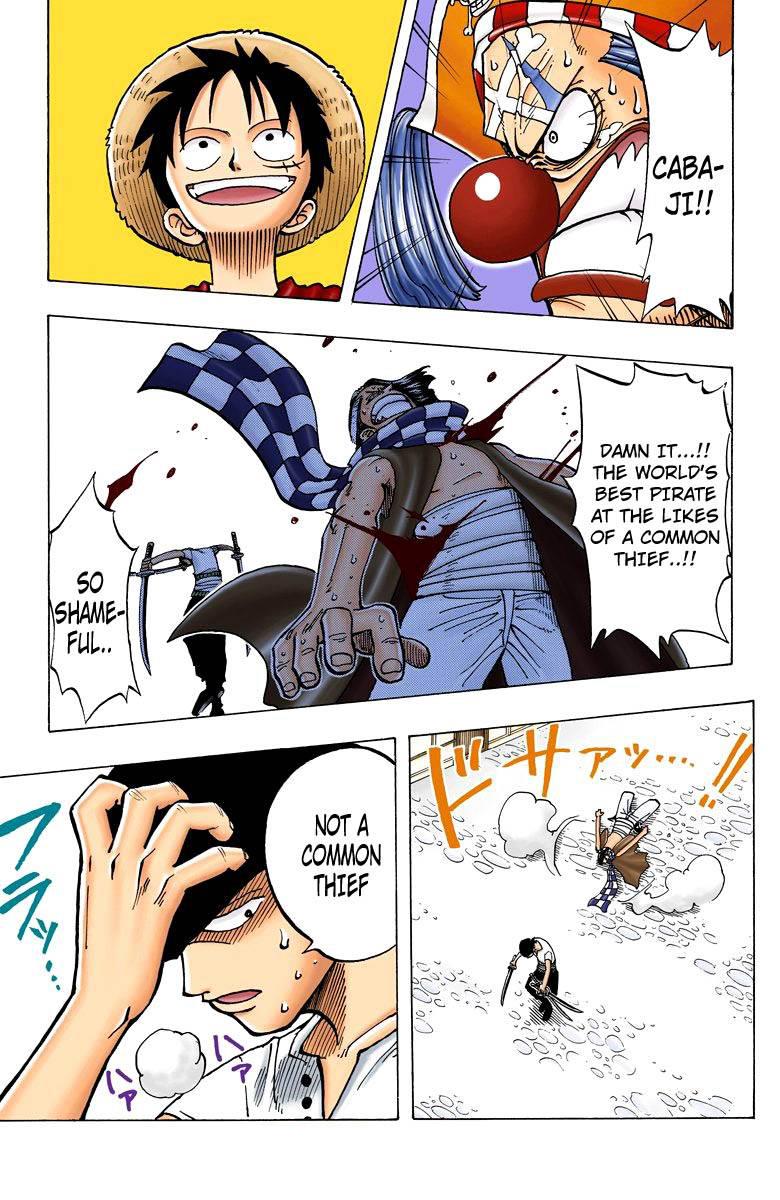 CABA-
JI!!
DAMN IT...!!
THE WORLD'S
BEST PIRATE
AT THE LIKES
OF A COMMON
THIEF..!!
SO
SHAME-
FUL..
ドサァッ・・・・!!
NOT A
COMMON
THIEF
フラッ・・・
ハァ
ハァ